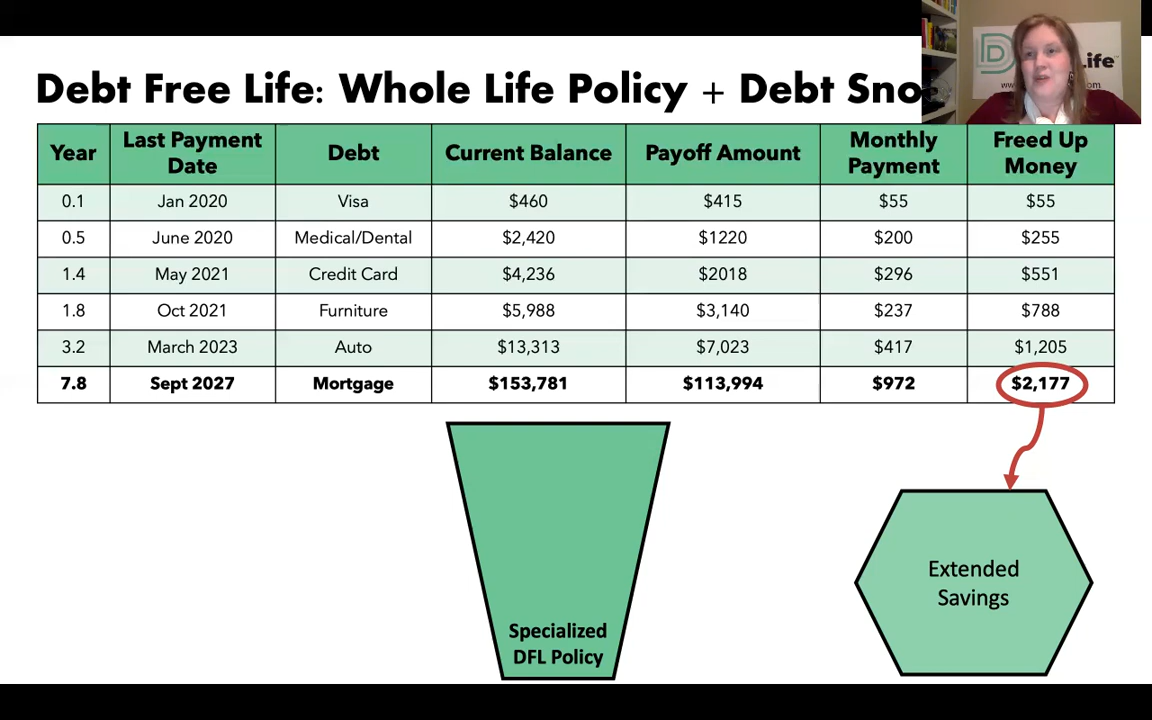 Debt Free Life: Whole Life Policy + Debt Sno
Year Last Payment Date Debt Current Balance Payoff Amount Monthly Payment Freed Up Money
0.1 Jan 2020 Visa $460 $415 $55 $55
0.5 June 2020 Medical/Dental $2,420 $1220 $200 $255
1.4 May 2021 Credit Card $4,236 $2018 $296 $551
1.8 Oct 2021 Furniture $5,988 $3,140 $237 $788
3.2 March 2023 Auto $13,313 $7,023 $417 $1,205
7.8 Sept 2027 Mortgage $153,781 $113,994 $972 $2,177
Specialized
DFL Policy
Extended
Savings